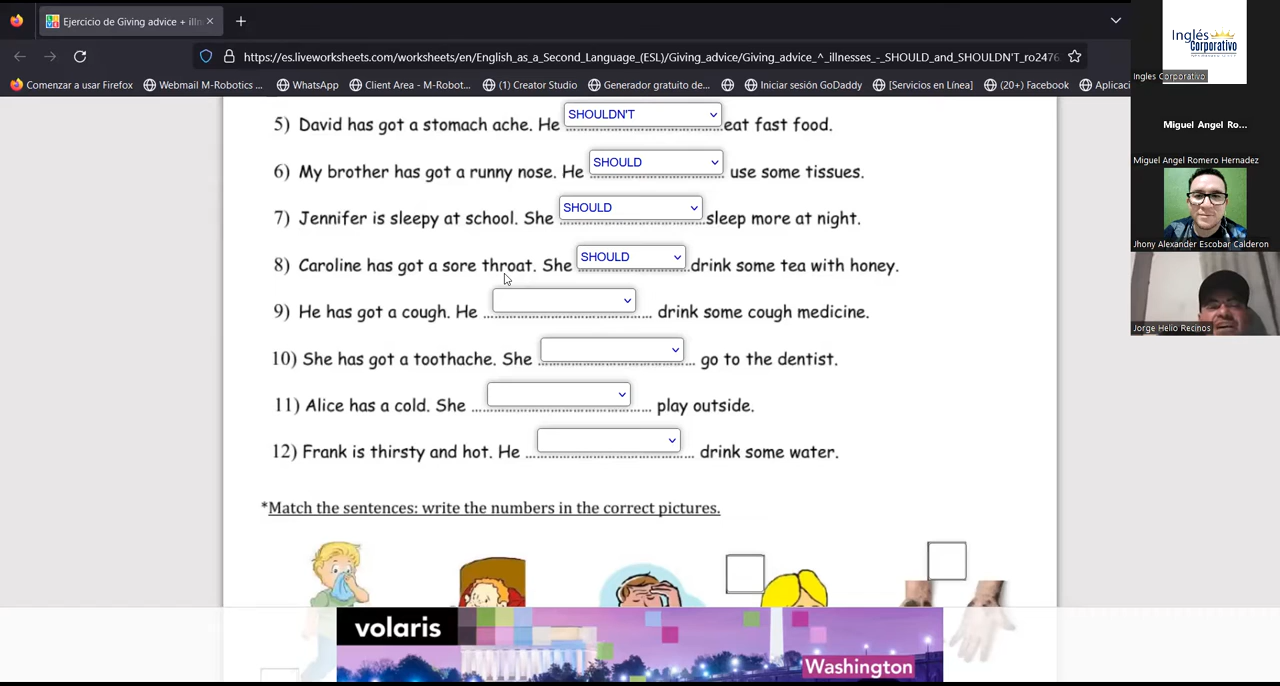 Ejercicio de Giving advice + illn
https://es.liveworksheets.com/worksheets/en/English_as_a_Second_Language_(ESL)/Giving_advice/Giving_advice_^_illnesses_-_SHOULD_and_SHOULDN'T_ro2476
Comenzar a usar Firefox Webmail M-Robotics ... WhatsApp Client Area - M-Robot... (1) Creator Studio Generador gratuito de... Iniciar sesión GoDaddy [Servicios en Línea] (20+) Facebook Aplicaci
5) David has got a stomach ache. He SHOULDN'T eat fast food.
6) My brother has got a runny nose. He SHOULD use some tissues.
7) Jennifer is sleepy at school. She SHOULD sleep more at night.
8) Caroline has got a sore throat. She SHOULD drink some tea with honey.
9) He has got a cough. He ........ drink some cough medicine.
10) She has got a toothache. She ........ go to the dentist.
11) Alice has a cold. She ........ play outside.
12) Frank is thirsty and hot. He ........ drink some water.
*Match the sentences: write the numbers in the correct pictures.
volaris
Washington
Inglés
Corporativo
Ingles Corporativo
Miguel Angel Ro...
Miguel Angel Romero Hernadez
Jhony Alexander Escobar Calderon
Jorge Helio Recinos